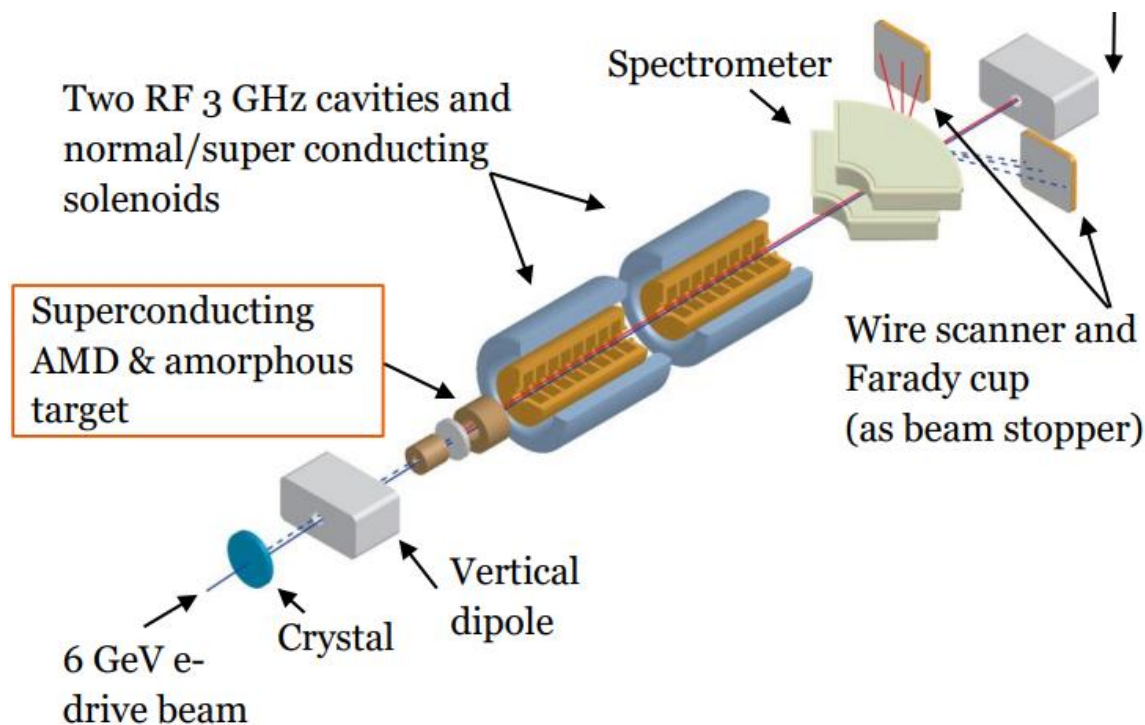 Two RF 3 GHz cavities and
normal/super conducting
solenoids
Spectrometer
Superconducting
AMD & amorphous
target
Wire scanner and
Farady cup
(as beam stopper)
Vertical
dipole
Crystal
6 GeV e-
drive beam